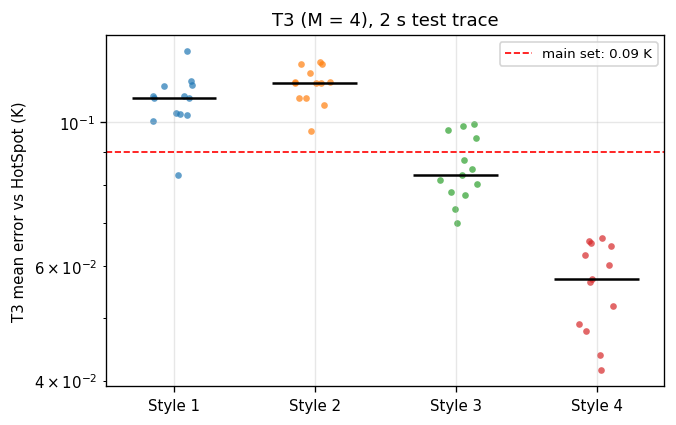 T3 (M = 4), 2 s test trace
main set: 0.09 K
T3 mean error vs HotSpot (K)
10⁻¹
6 × 10⁻²
4 × 10⁻²
Style 1 Style 2 Style 3 Style 4